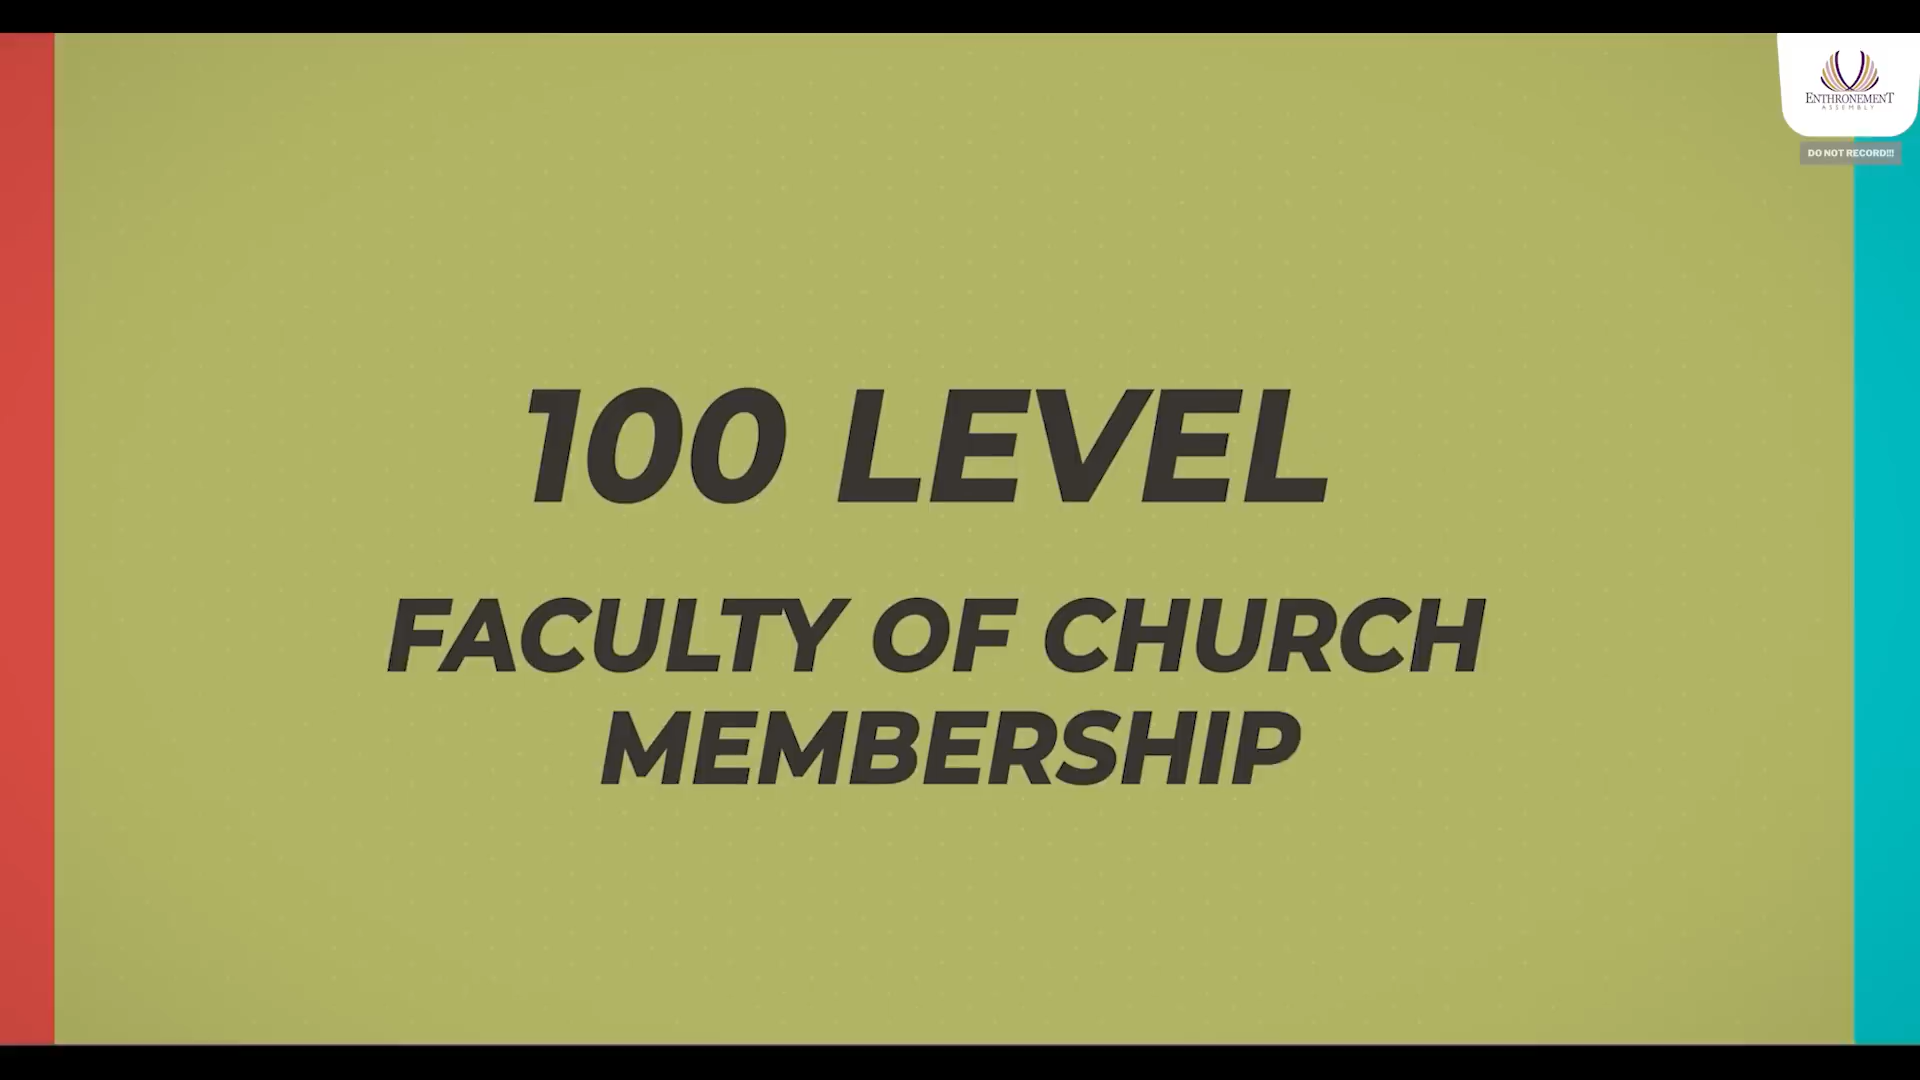 ENTHRONEMENT
ASSEMBLY
DO NOT RECORD!!!
100 LEVEL
FACULTY OF CHURCH
MEMBERSHIP